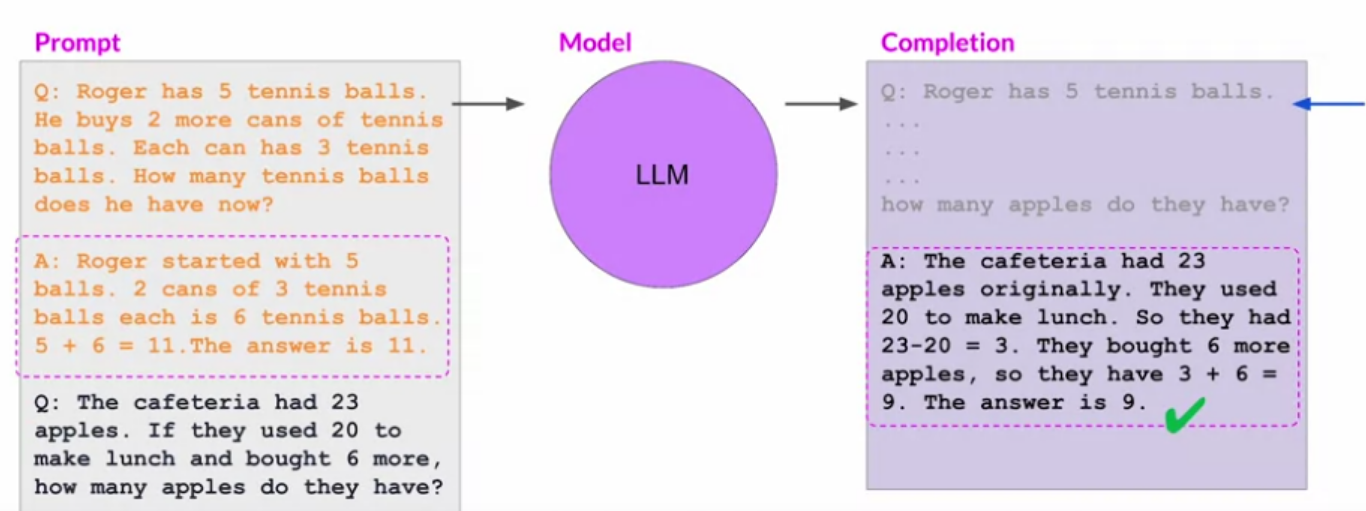 Prompt
Q: Roger has 5 tennis balls.
He buys 2 more cans of tennis
balls. Each can has 3 tennis
balls. How many tennis balls
does he have now?
A: Roger started with 5
balls. 2 cans of 3 tennis
balls each is 6 tennis balls.
5 + 6 = 11.The answer is 11.
Q: The cafeteria had 23
apples. If they used 20 to
make lunch and bought 6 more,
how many apples do they have?
Model
LLM
Completion
Q: Roger has 5 tennis balls.
...
...
...
how many apples do they have?
A: The cafeteria had 23
apples originally. They used
20 to make lunch. So they had
23-20 = 3. They bought 6 more
apples, so they have 3 + 6 =
9. The answer is 9.